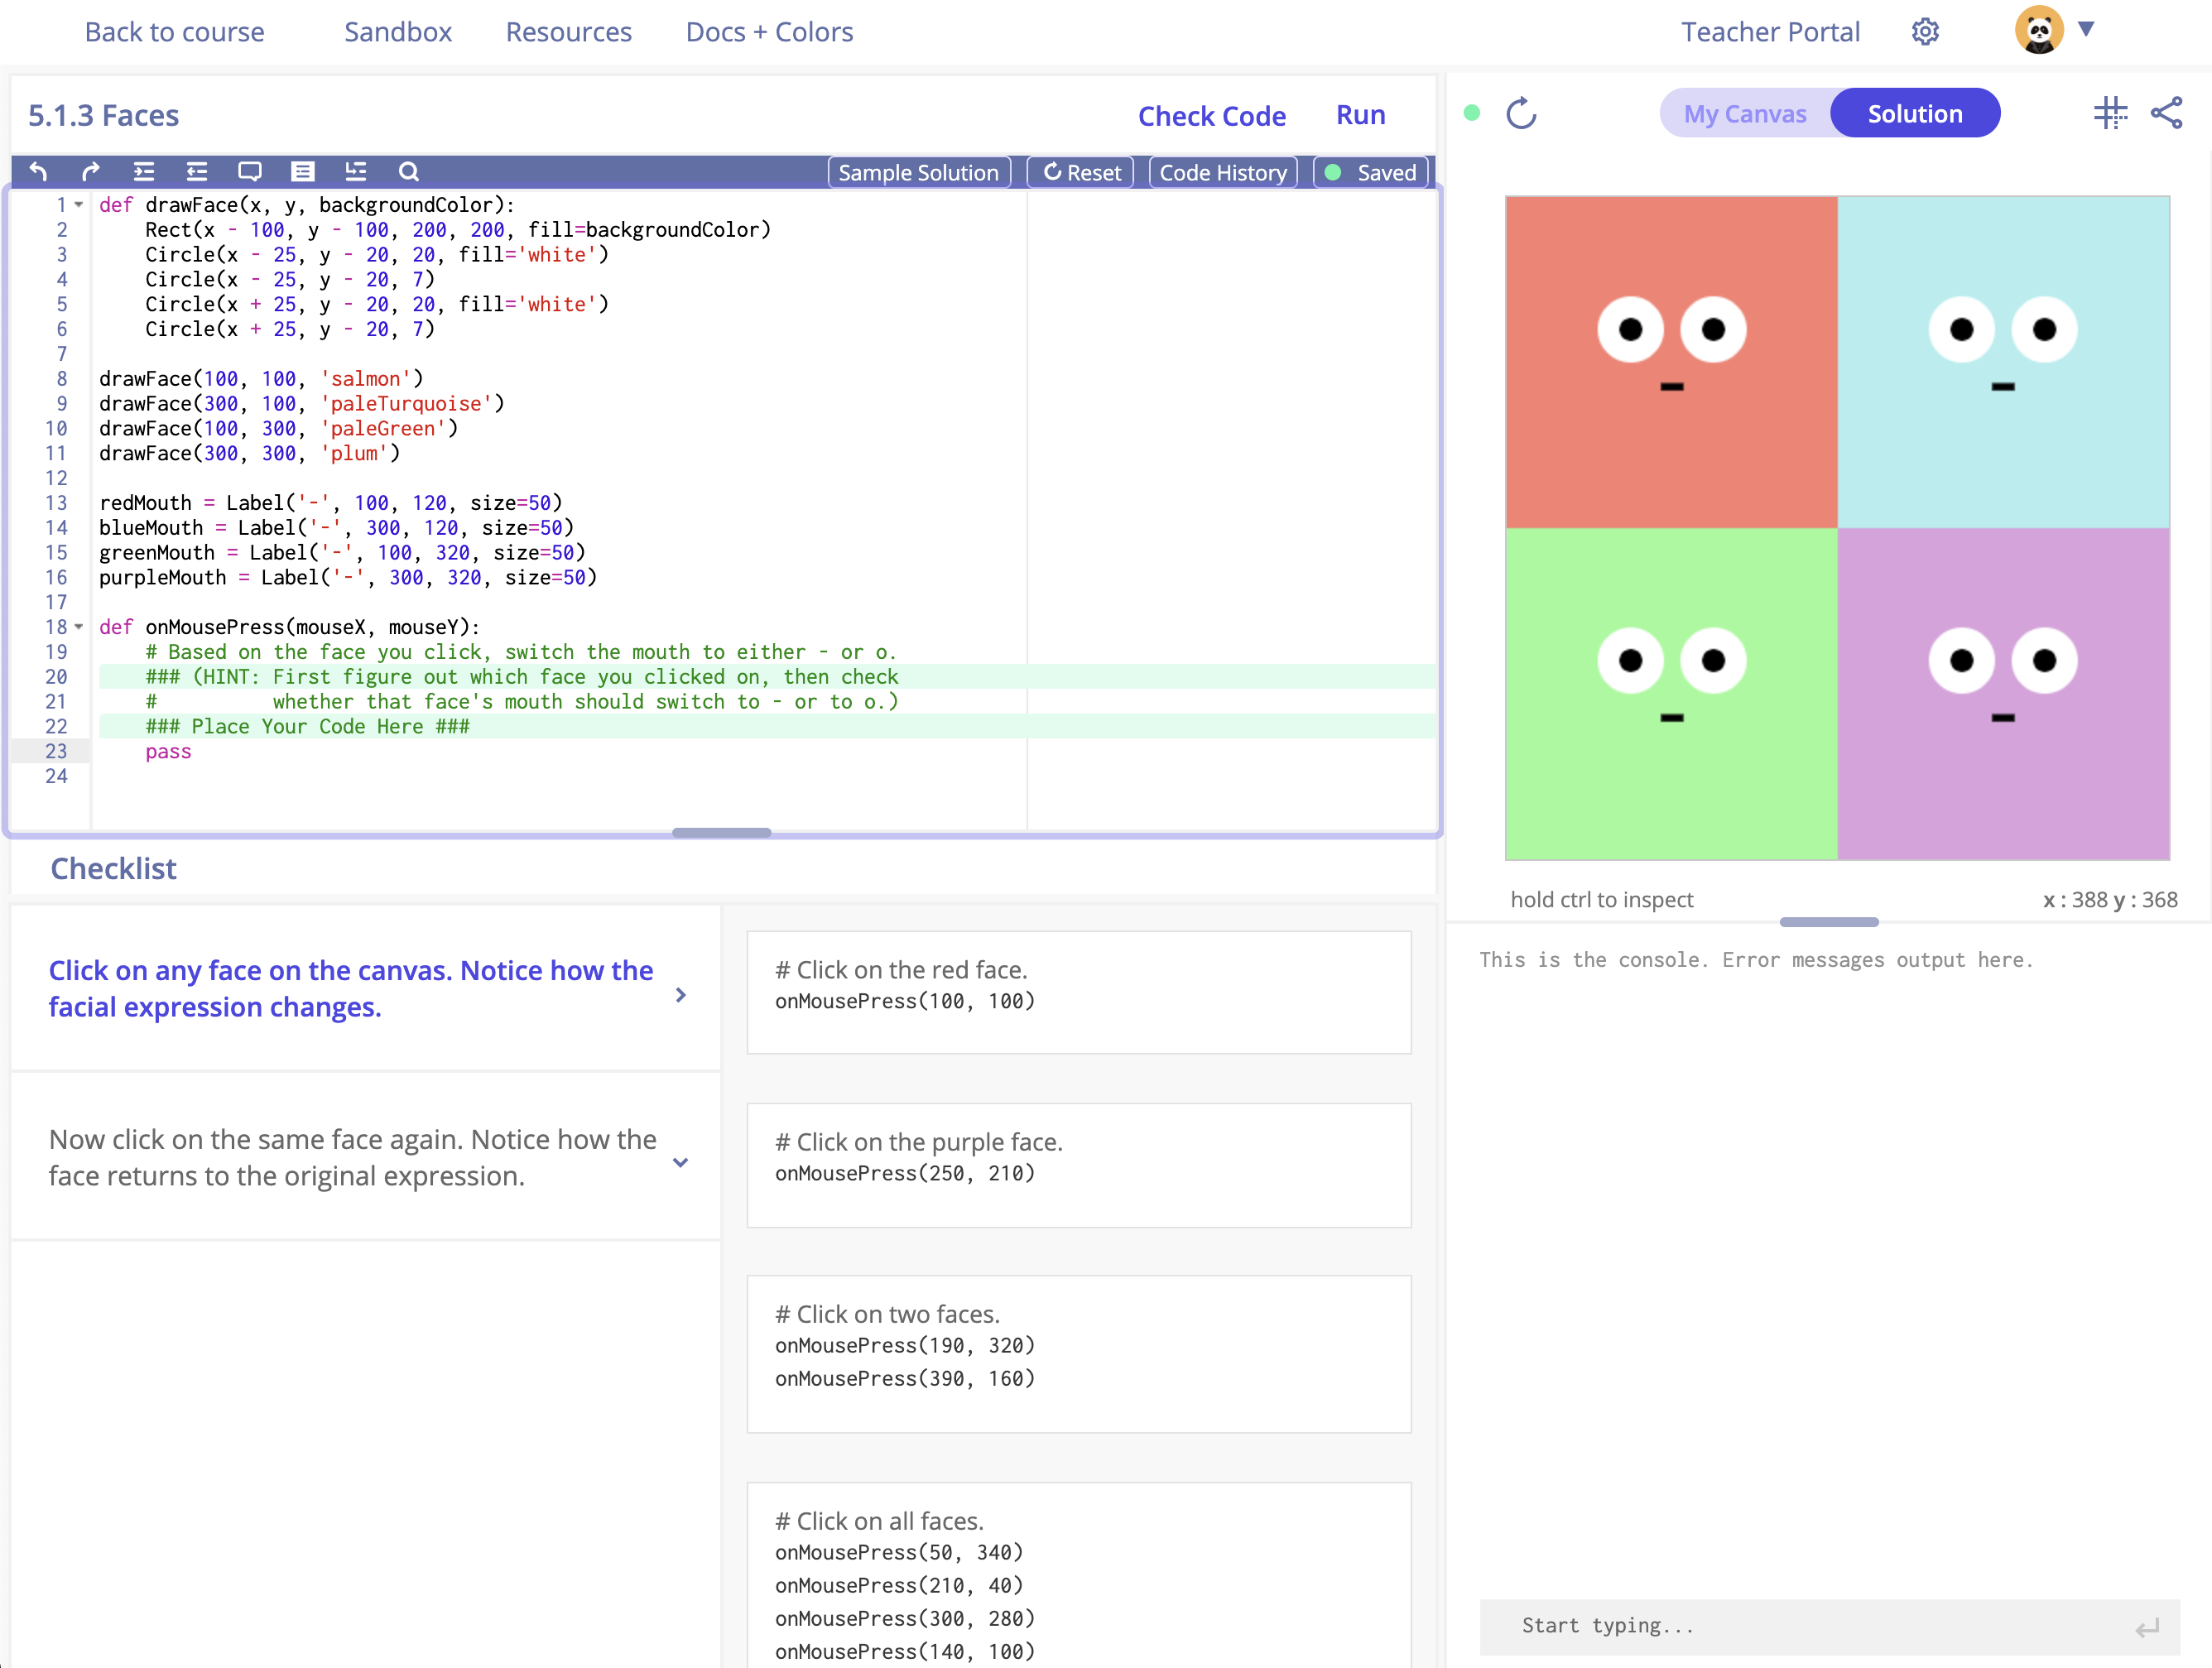 Back to course Sandbox Resources Docs + Colors Teacher Portal
5.1.3 Faces Check Code Run
Sample Solution Reset Code History Saved
1 def drawFace(x, y, backgroundColor):
2     Rect(x - 100, y - 100, 200, 200, fill=backgroundColor)
3     Circle(x - 25, y - 20, 20, fill='white')
4     Circle(x - 25, y - 20, 7)
5     Circle(x + 25, y - 20, 20, fill='white')
6     Circle(x + 25, y - 20, 7)
7
8 drawFace(100, 100, 'salmon')
9 drawFace(300, 100, 'paleTurquoise')
10 drawFace(100, 300, 'paleGreen')
11 drawFace(300, 300, 'plum')
12
13 redMouth = Label('-', 100, 120, size=50)
14 blueMouth = Label('-', 300, 120, size=50)
15 greenMouth = Label('-', 100, 320, size=50)
16 purpleMouth = Label('-', 300, 320, size=50)
17
18 def onMousePress(mouseX, mouseY):
19     # Based on the face you click, switch the mouth to either - or o.
20     ### (HINT: First figure out which face you clicked on, then check
21     #          whether that face's mouth should switch to - or to o.)
22     ### Place Your Code Here ###
23     pass
24
Checklist
Click on any face on the canvas. Notice how the
facial expression changes.
Now click on the same face again. Notice how the
face returns to the original expression.
# Click on the red face.
onMousePress(100, 100)
# Click on the purple face.
onMousePress(250, 210)
# Click on two faces.
onMousePress(190, 320)
onMousePress(390, 160)
# Click on all faces.
onMousePress(50, 340)
onMousePress(210, 40)
onMousePress(300, 280)
onMousePress(140, 100)
My Canvas Solution
hold ctrl to inspect x : 388 y : 368
This is the console. Error messages output here.
Start typing...